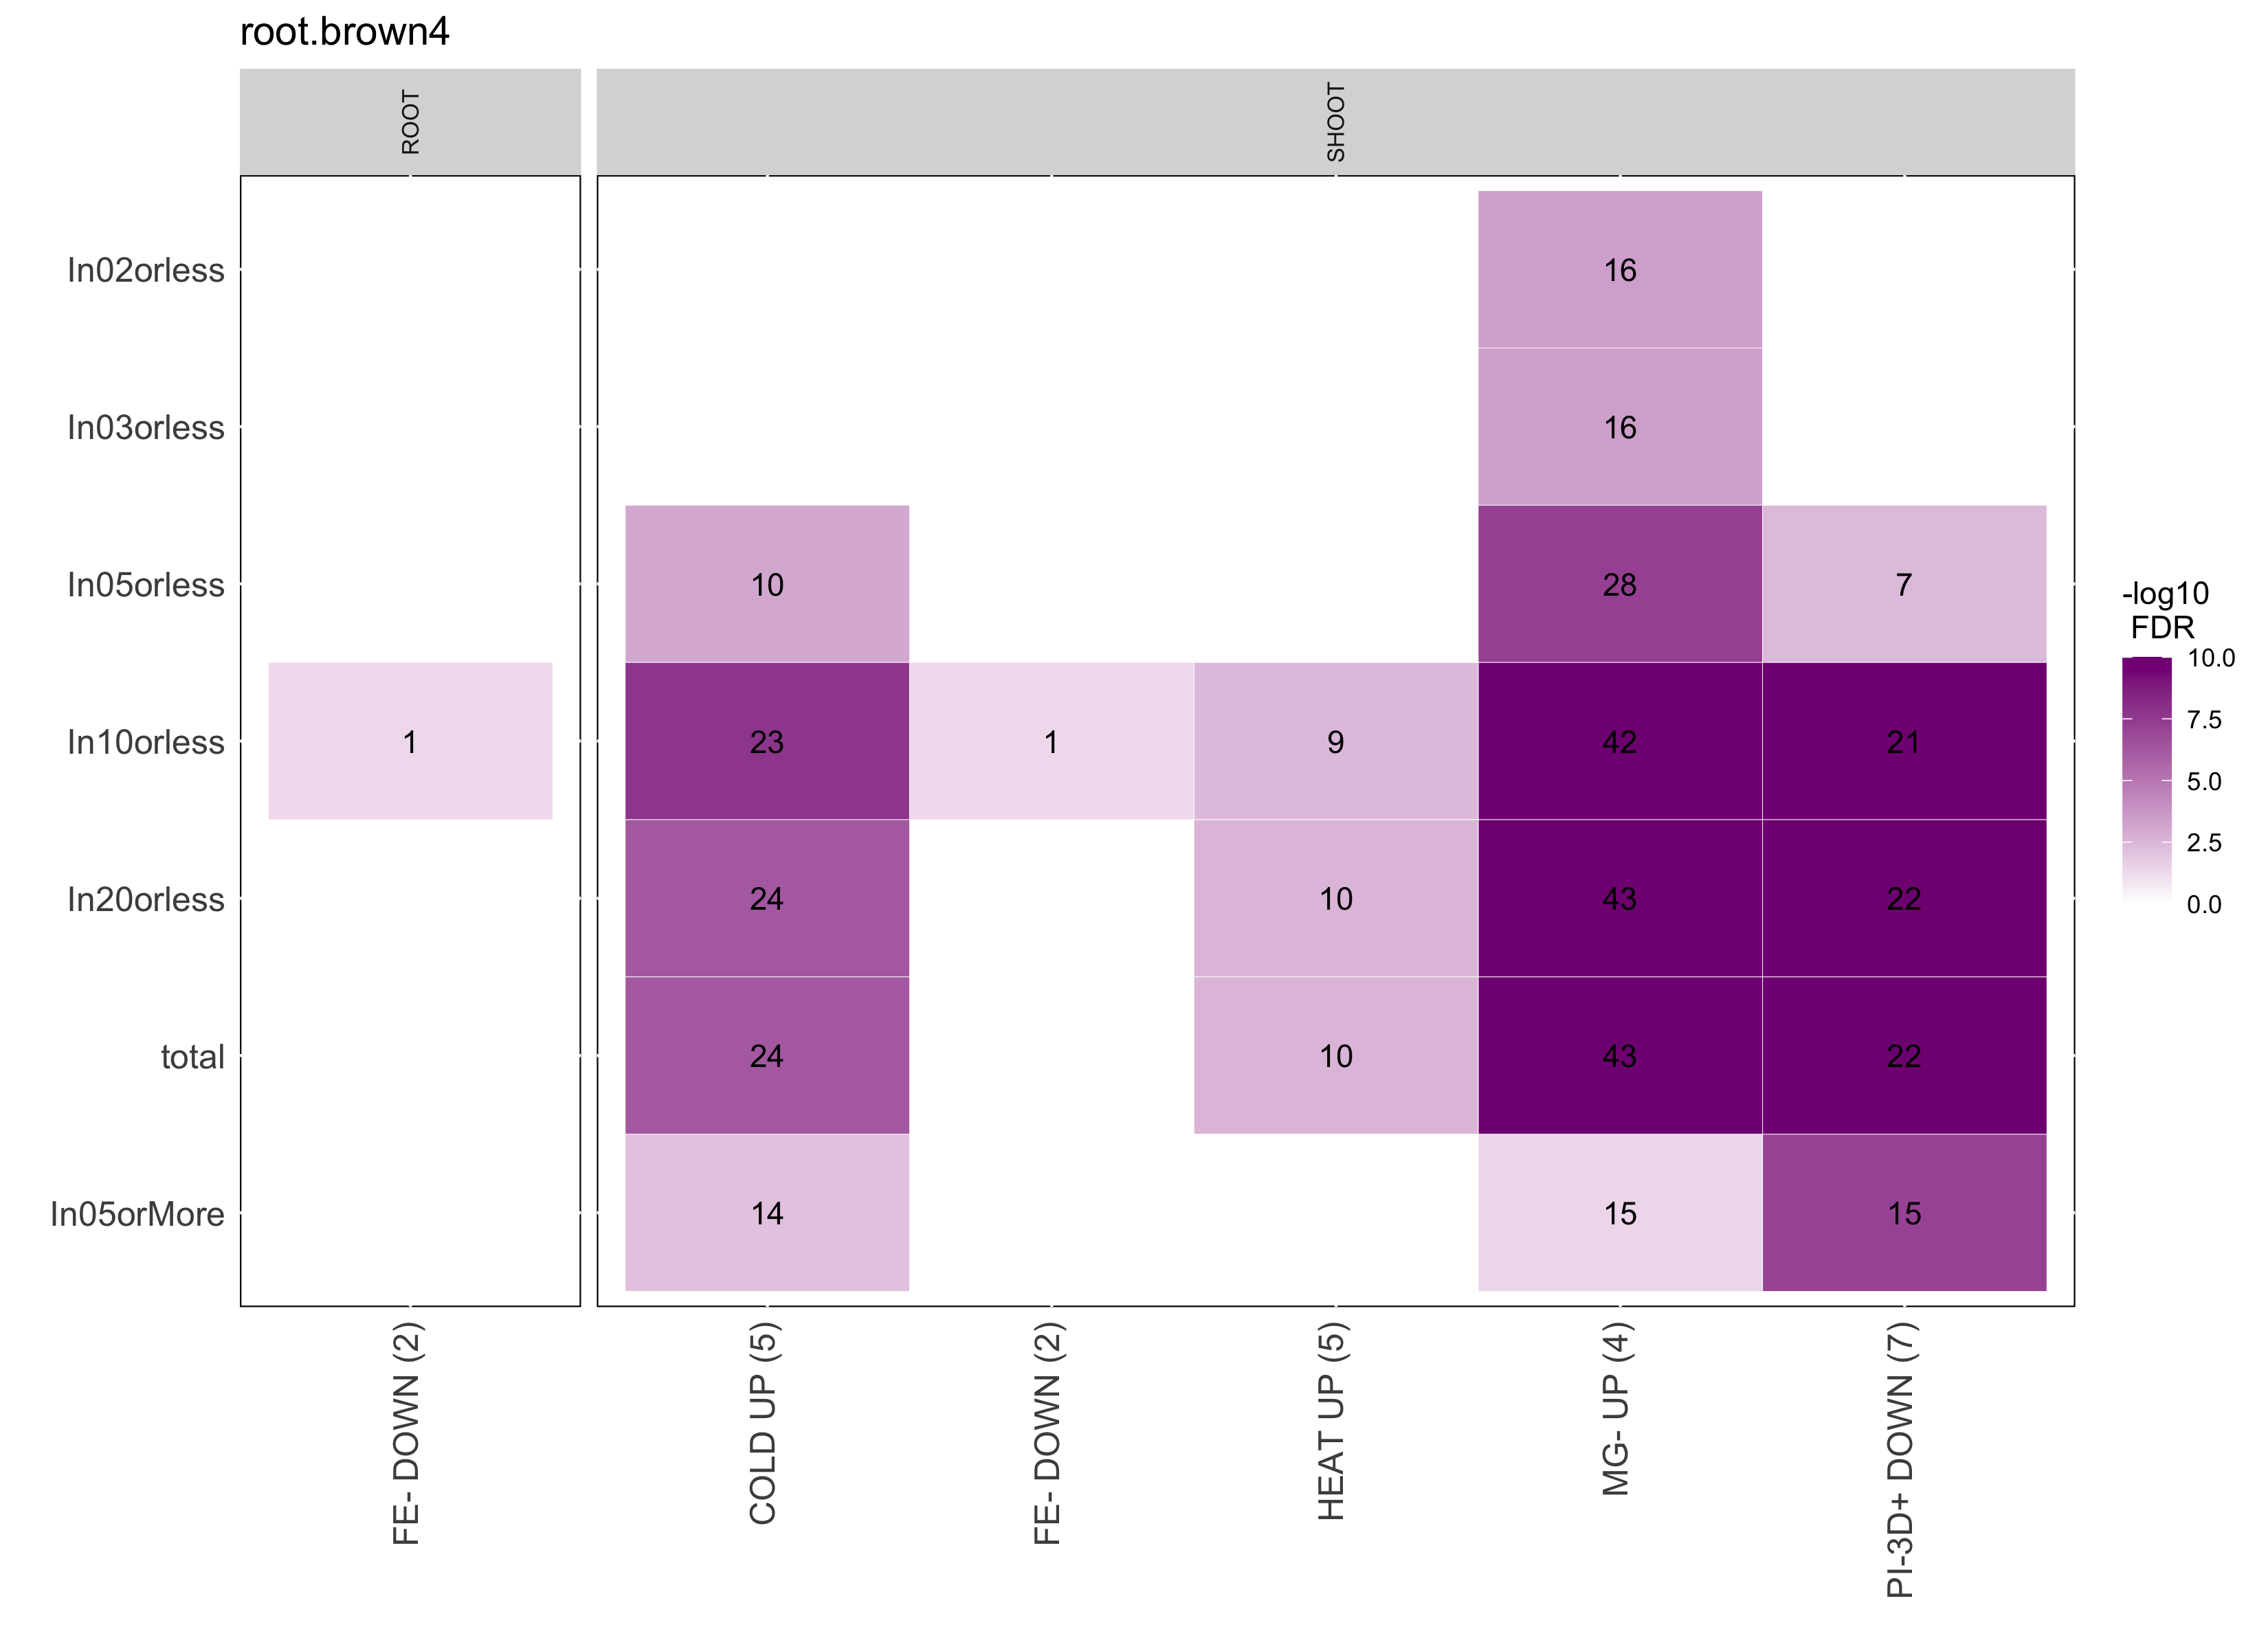 root.brown4
ROOT
SHOOT
In02orless
16
In03orless
16
In05orless
10
28
7
In10orless
1
23
1
9
42
21
In20orless
24
10
43
22
total
24
10
43
22
In05orMore
14
15
15
FE- DOWN (2)
COLD UP (5)
FE- DOWN (2)
HEAT UP (5)
MG- UP (4)
PI-3D+ DOWN (7)
-log10
FDR
10.0
7.5
5.0
2.5
0.0